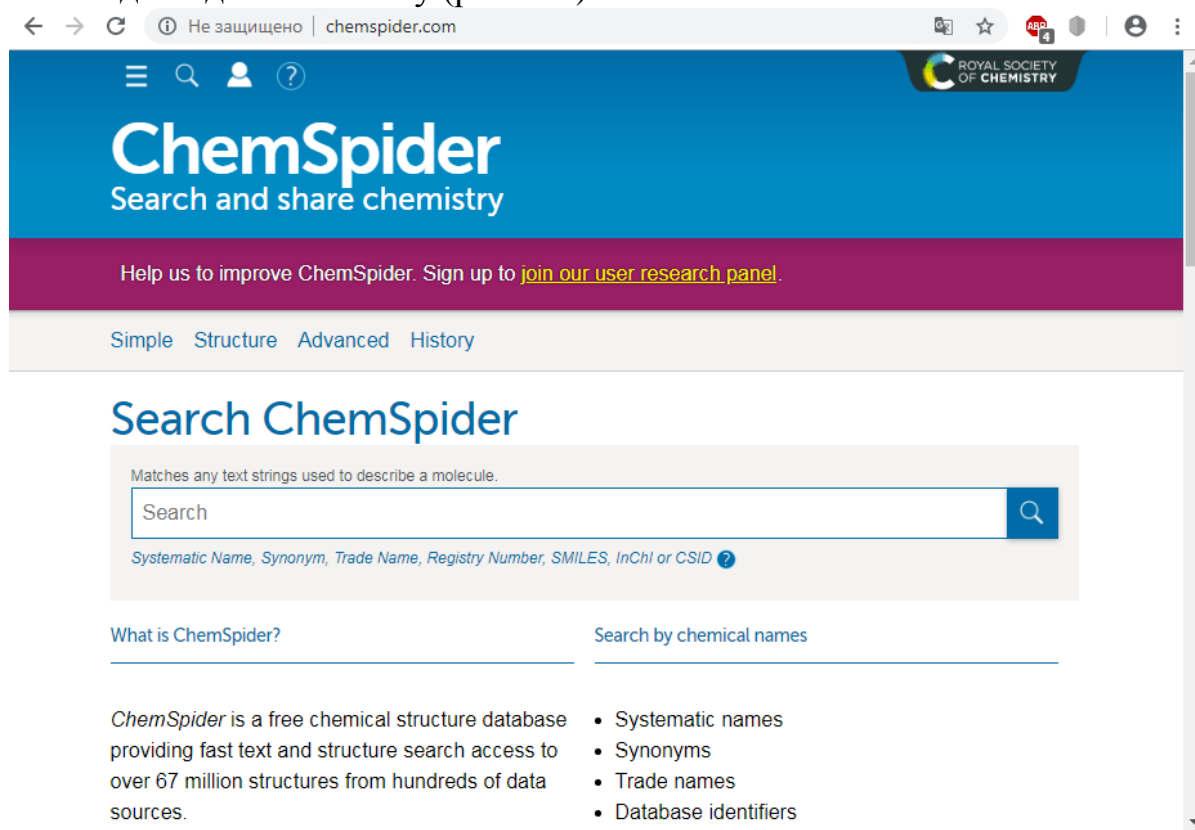 Не защищено | chemspider.com
ABP
4
ROYAL SOCIETY
OF CHEMISTRY
ChemSpider
Search and share chemistry
Help us to improve ChemSpider. Sign up to join our user research panel.
Simple Structure Advanced History
Search ChemSpider
Matches any text strings used to describe a molecule.
Search
Systematic Name, Synonym, Trade Name, Registry Number, SMILES, InChI or CSID ?
What is ChemSpider?
Search by chemical names
ChemSpider is a free chemical structure database
providing fast text and structure search access to
over 67 million structures from hundreds of data
sources.
• Systematic names
• Synonyms
• Trade names
• Database identifiers